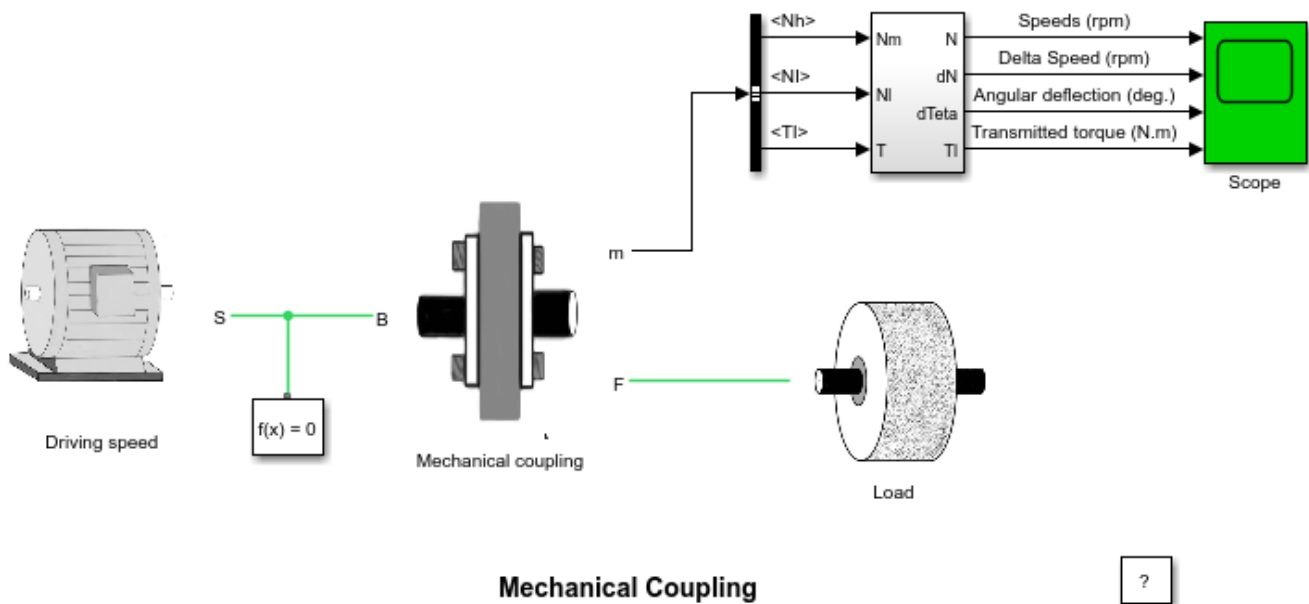 <Nh>
<Nl>
<Tl>
Nm
Nl
T
N
dN
dTeta
Tl
Speeds (rpm)
Delta Speed (rpm)
Angular deflection (deg.)
Transmitted torque (N.m)
Scope
m
S
B
F
f(x) = 0
Driving speed
Mechanical coupling
Load
Mechanical Coupling
?